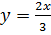 y = 2x/3